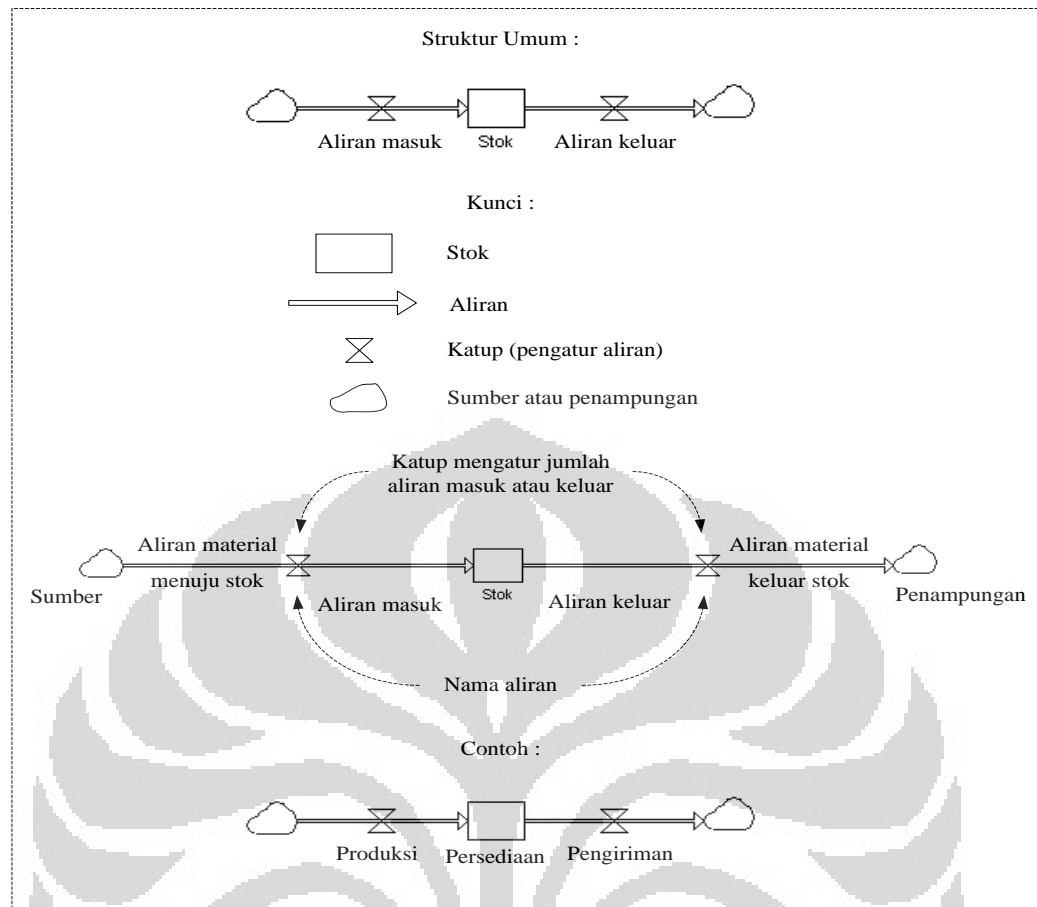 Struktur Umum :
Aliran masuk
Stok
Aliran keluar
Kunci :
Stok
Aliran
Katup (pengatur aliran)
Sumber atau penampungan
Katup mengatur jumlah
aliran masuk atau keluar
Aliran material
menuju stok
Aliran material
keluar stok
Sumber
Aliran masuk
Stok
Aliran keluar
Penampungan
Nama aliran
Contoh :
Produksi
Persediaan
Pengiriman